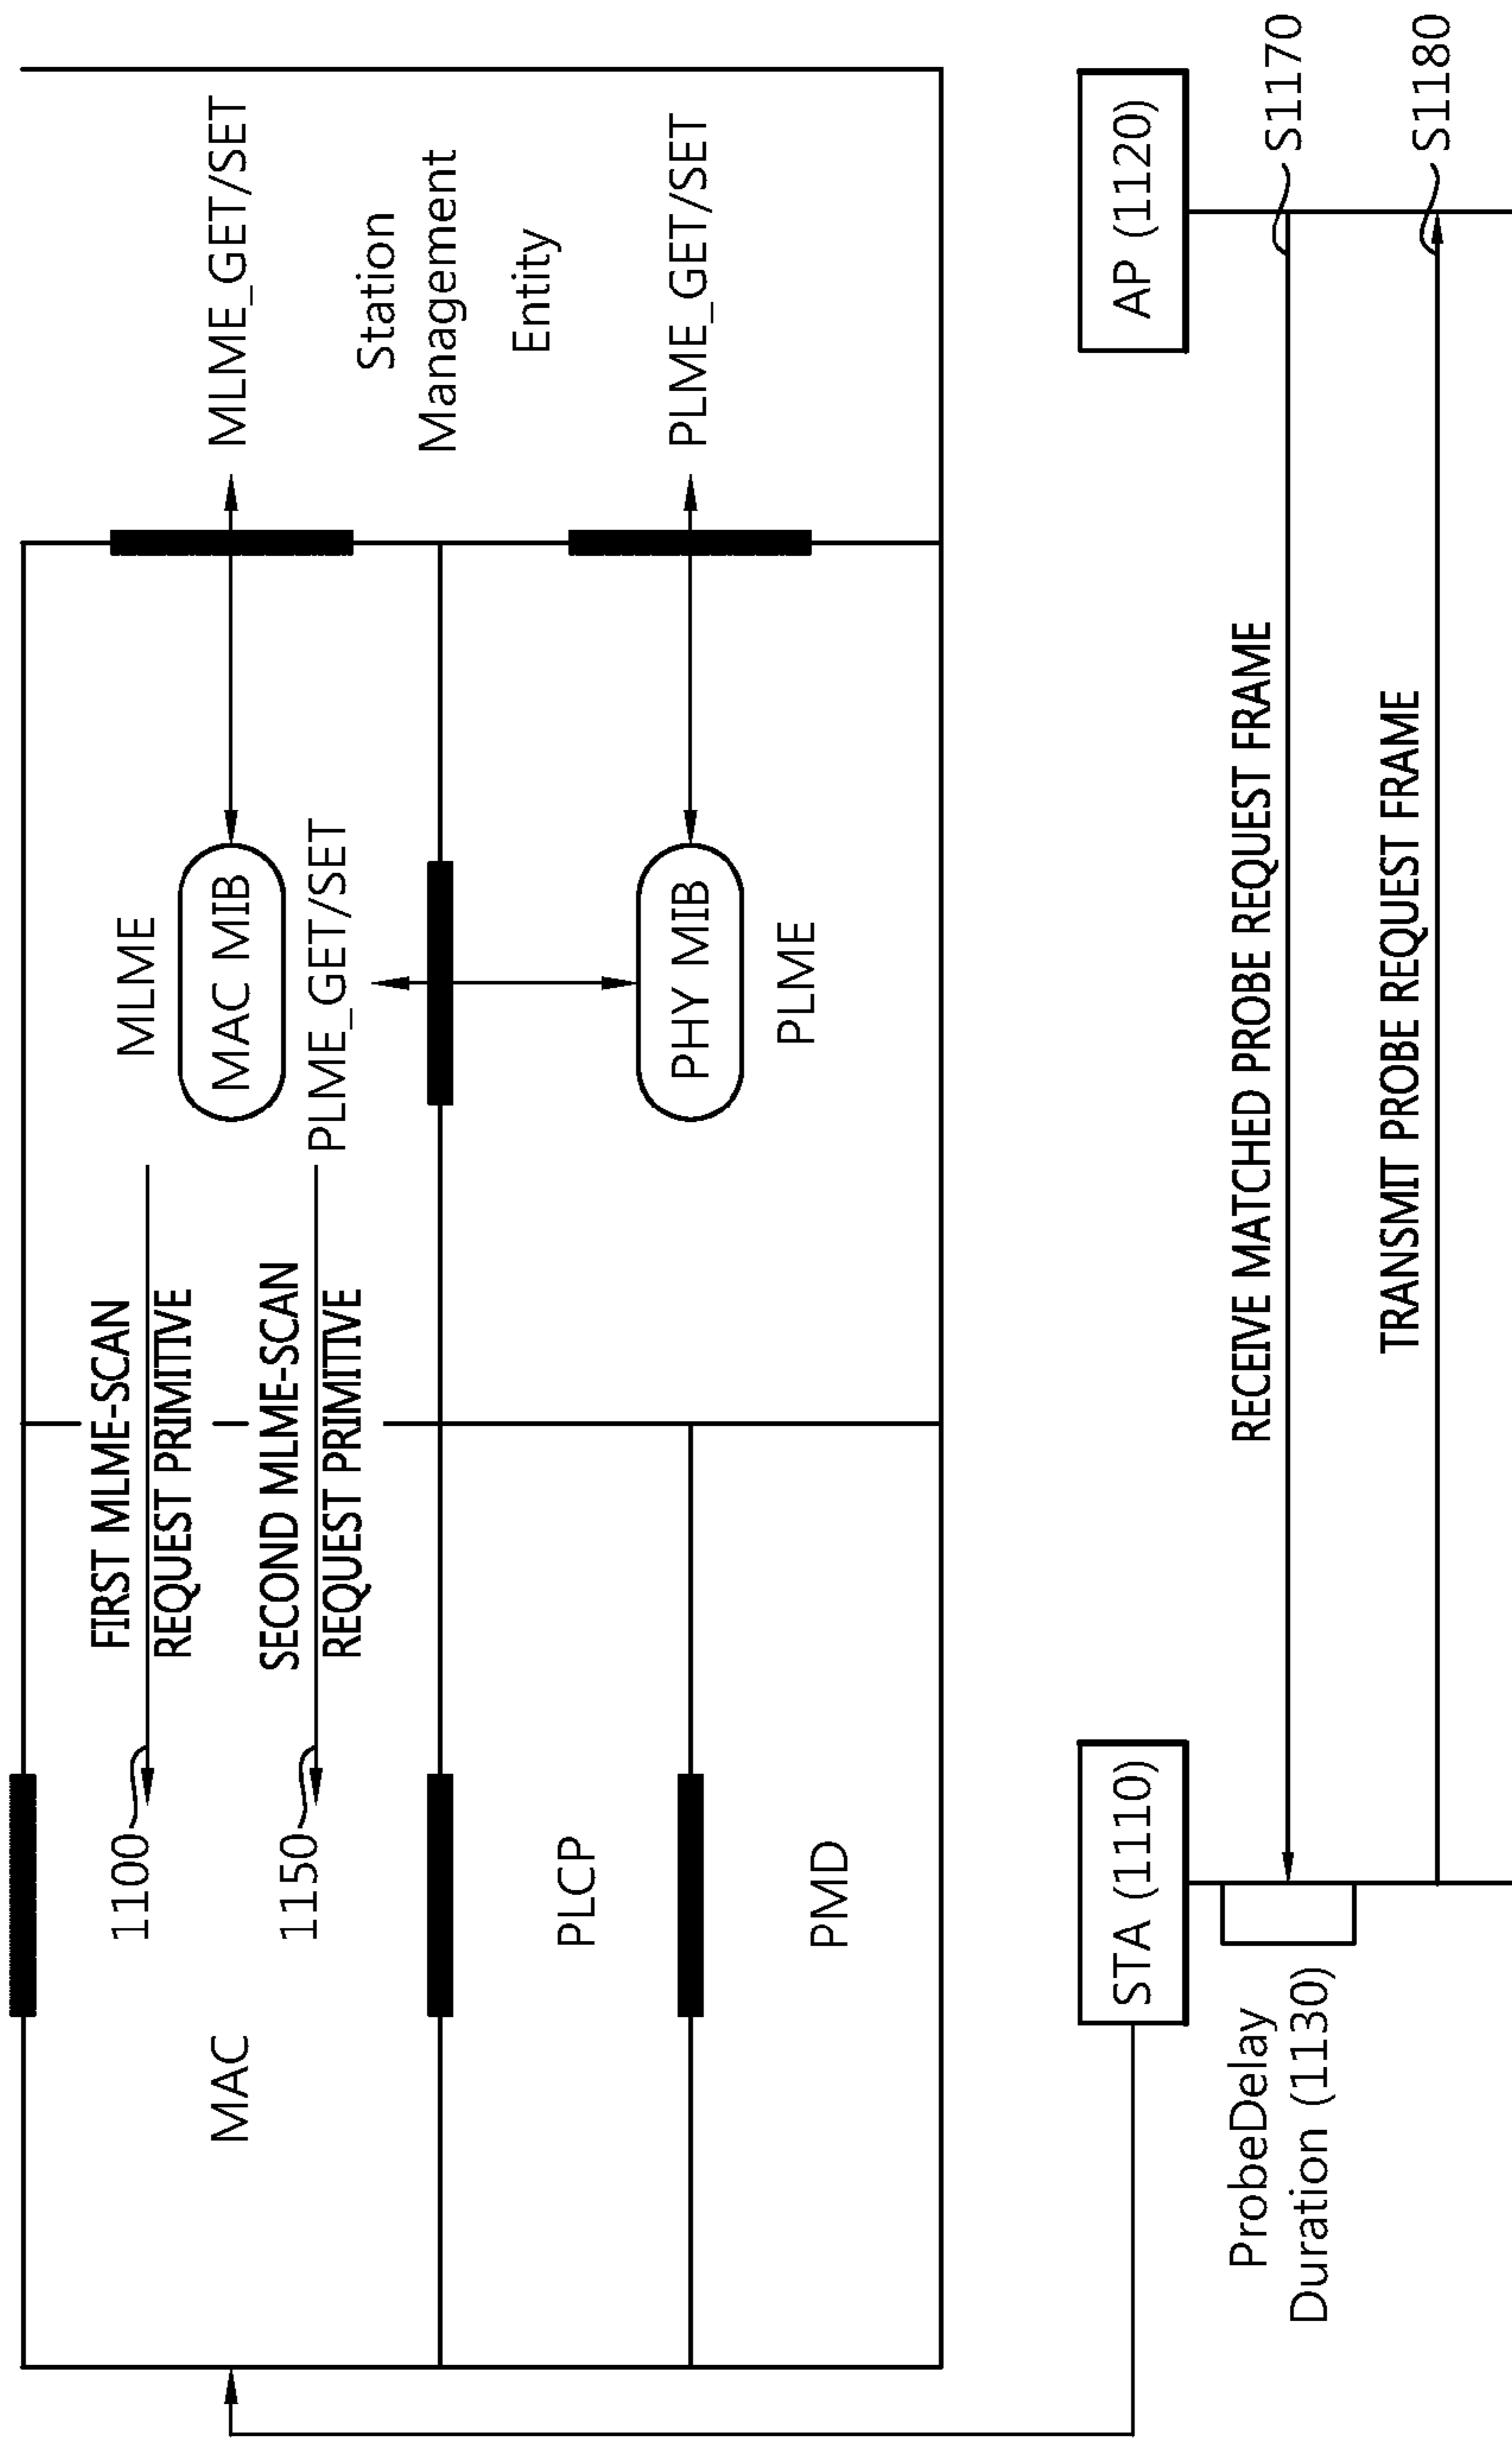 MAC
1100
FIRST MLME-SCAN
REQUEST PRIMITIVE
1150
SECOND MLME-SCAN
REQUEST PRIMITIVE
MLME
MAC MIB
PLME_GET/SET
MLME_GET/SET
Station
Management
Entity
PLCP
PMD
PHY MIB
PLME
PLME_GET/SET
STA (1110)
AP (1120)
ProbeDelay
Duration (1130)
RECEIVE MATCHED PROBE REQUEST FRAME
S1170
TRANSMIT PROBE REQUEST FRAME
S1180